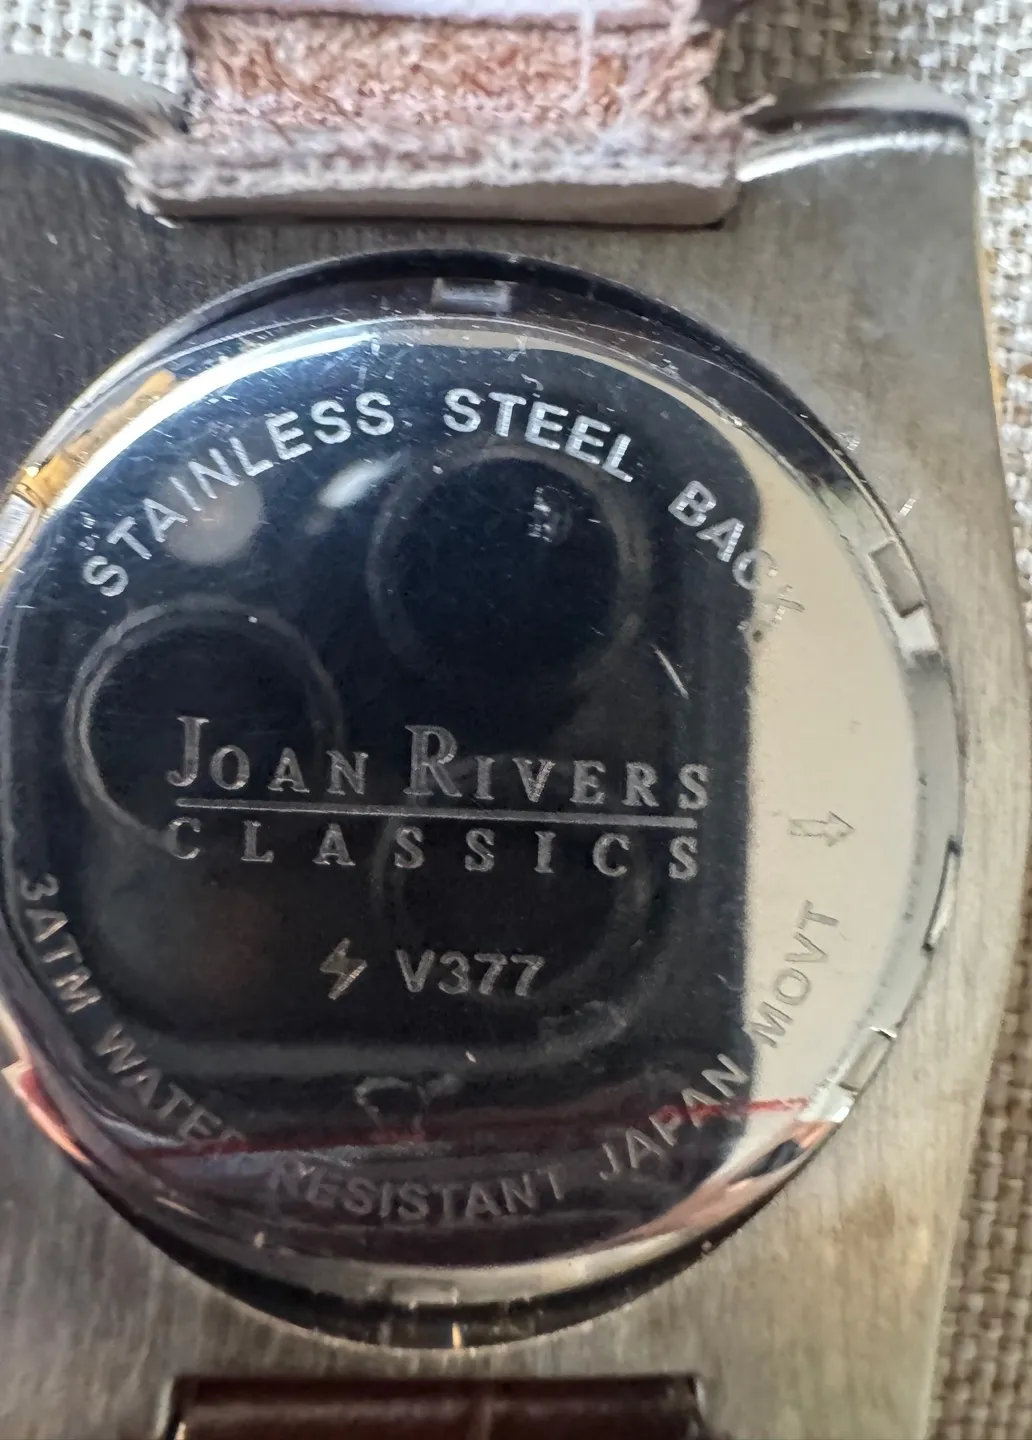 STAINLESS STEEL BACK
JOAN RIVERS
CLASSICS
V377
3ATM WATER RESISTANT JAPAN MOVT